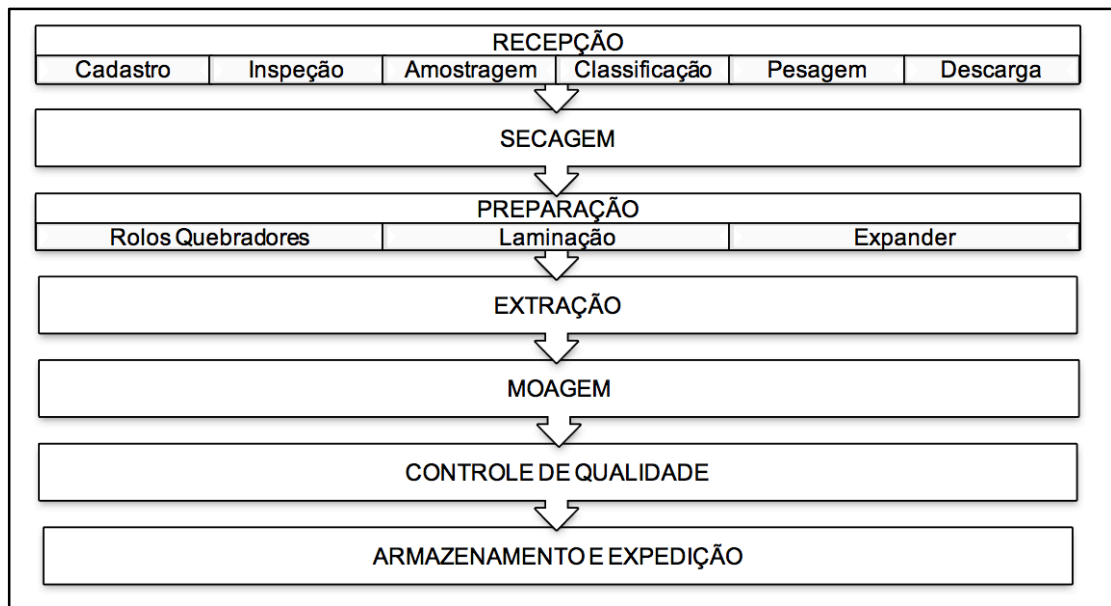 RECEPÇÃO
Cadastro Inspeção Amostragem Classificação Pesagem Descarga
SECAGEM
PREPARAÇÃO
Rolos Quebradores Laminação Expander
EXTRAÇÃO
MOAGEM
CONTROLE DE QUALIDADE
ARMAZENAMENTO E EXPEDIÇÃO